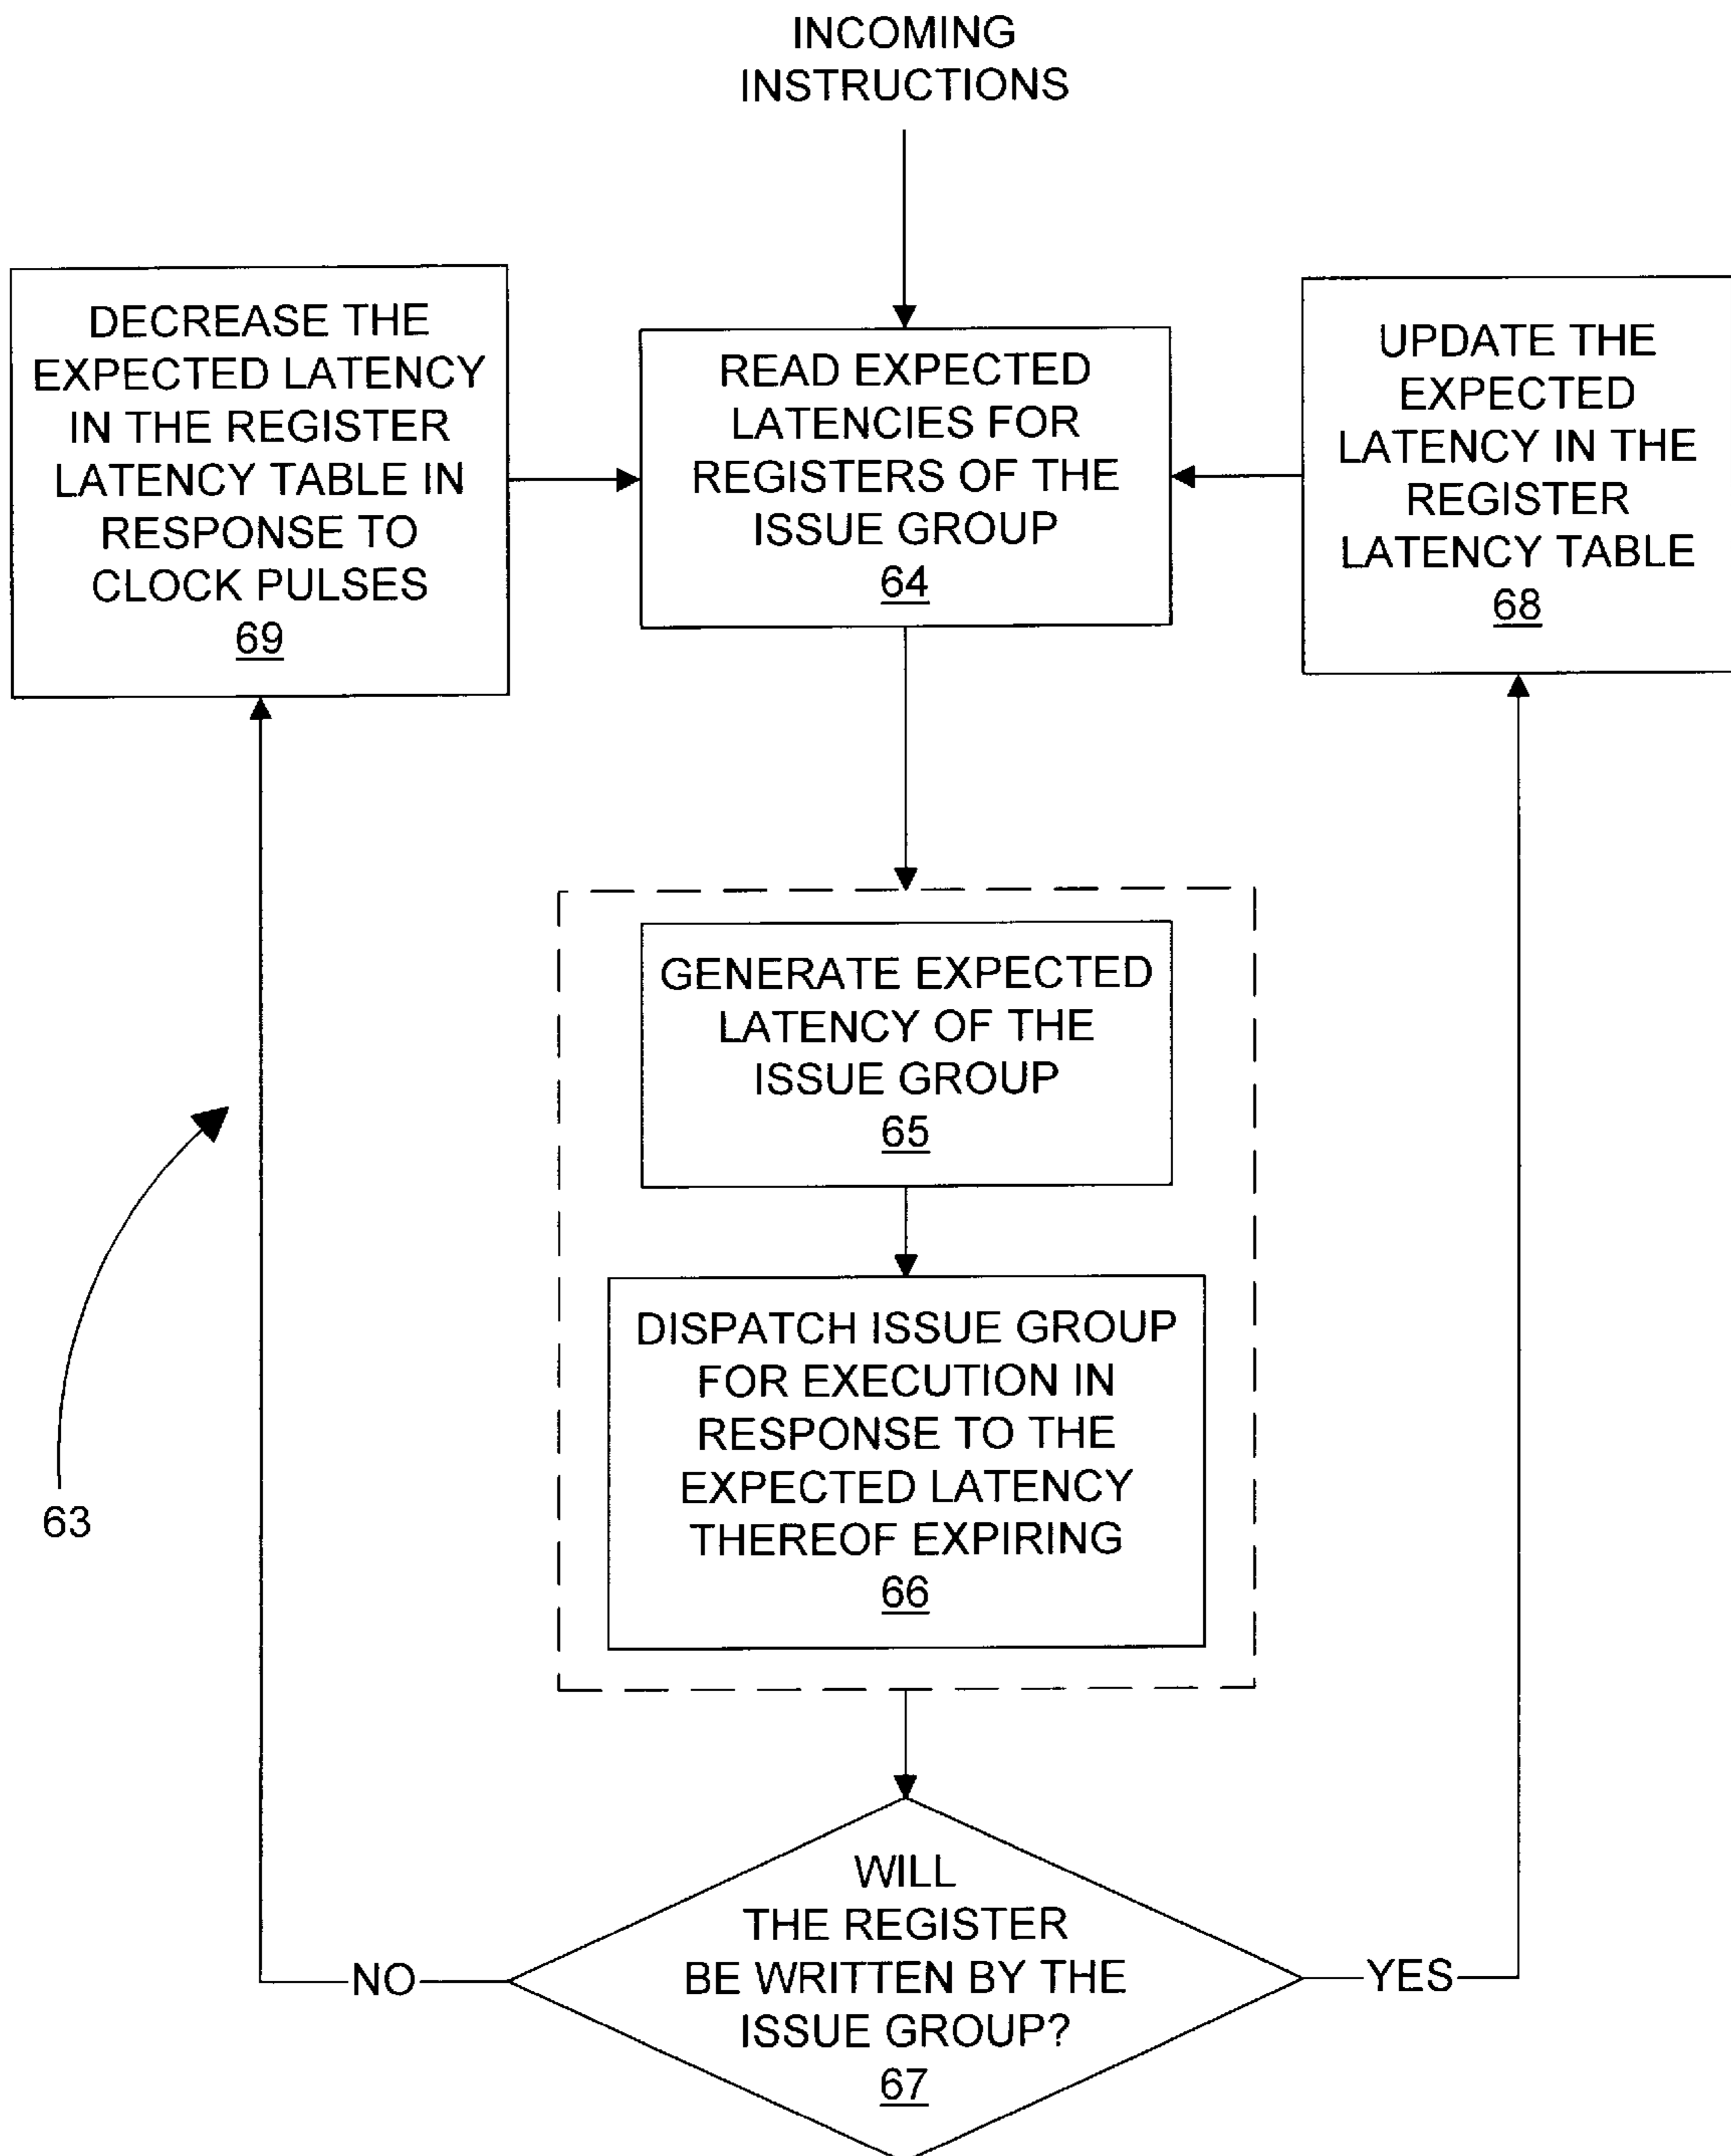 INCOMING
INSTRUCTIONS
DECREASE THE
EXPECTED LATENCY
IN THE REGISTER
LATENCY TABLE IN
RESPONSE TO
CLOCK PULSES
69
READ EXPECTED
LATENCIES FOR
REGISTERS OF THE
ISSUE GROUP
64
UPDATE THE
EXPECTED
LATENCY IN THE
REGISTER
LATENCY TABLE
68
GENERATE EXPECTED
LATENCY OF THE
ISSUE GROUP
65
DISPATCH ISSUE GROUP
FOR EXECUTION IN
RESPONSE TO THE
EXPECTED LATENCY
THEREOF EXPIRING
66
63
WILL
THE REGISTER
BE WRITTEN BY THE
ISSUE GROUP?
67
NO
YES